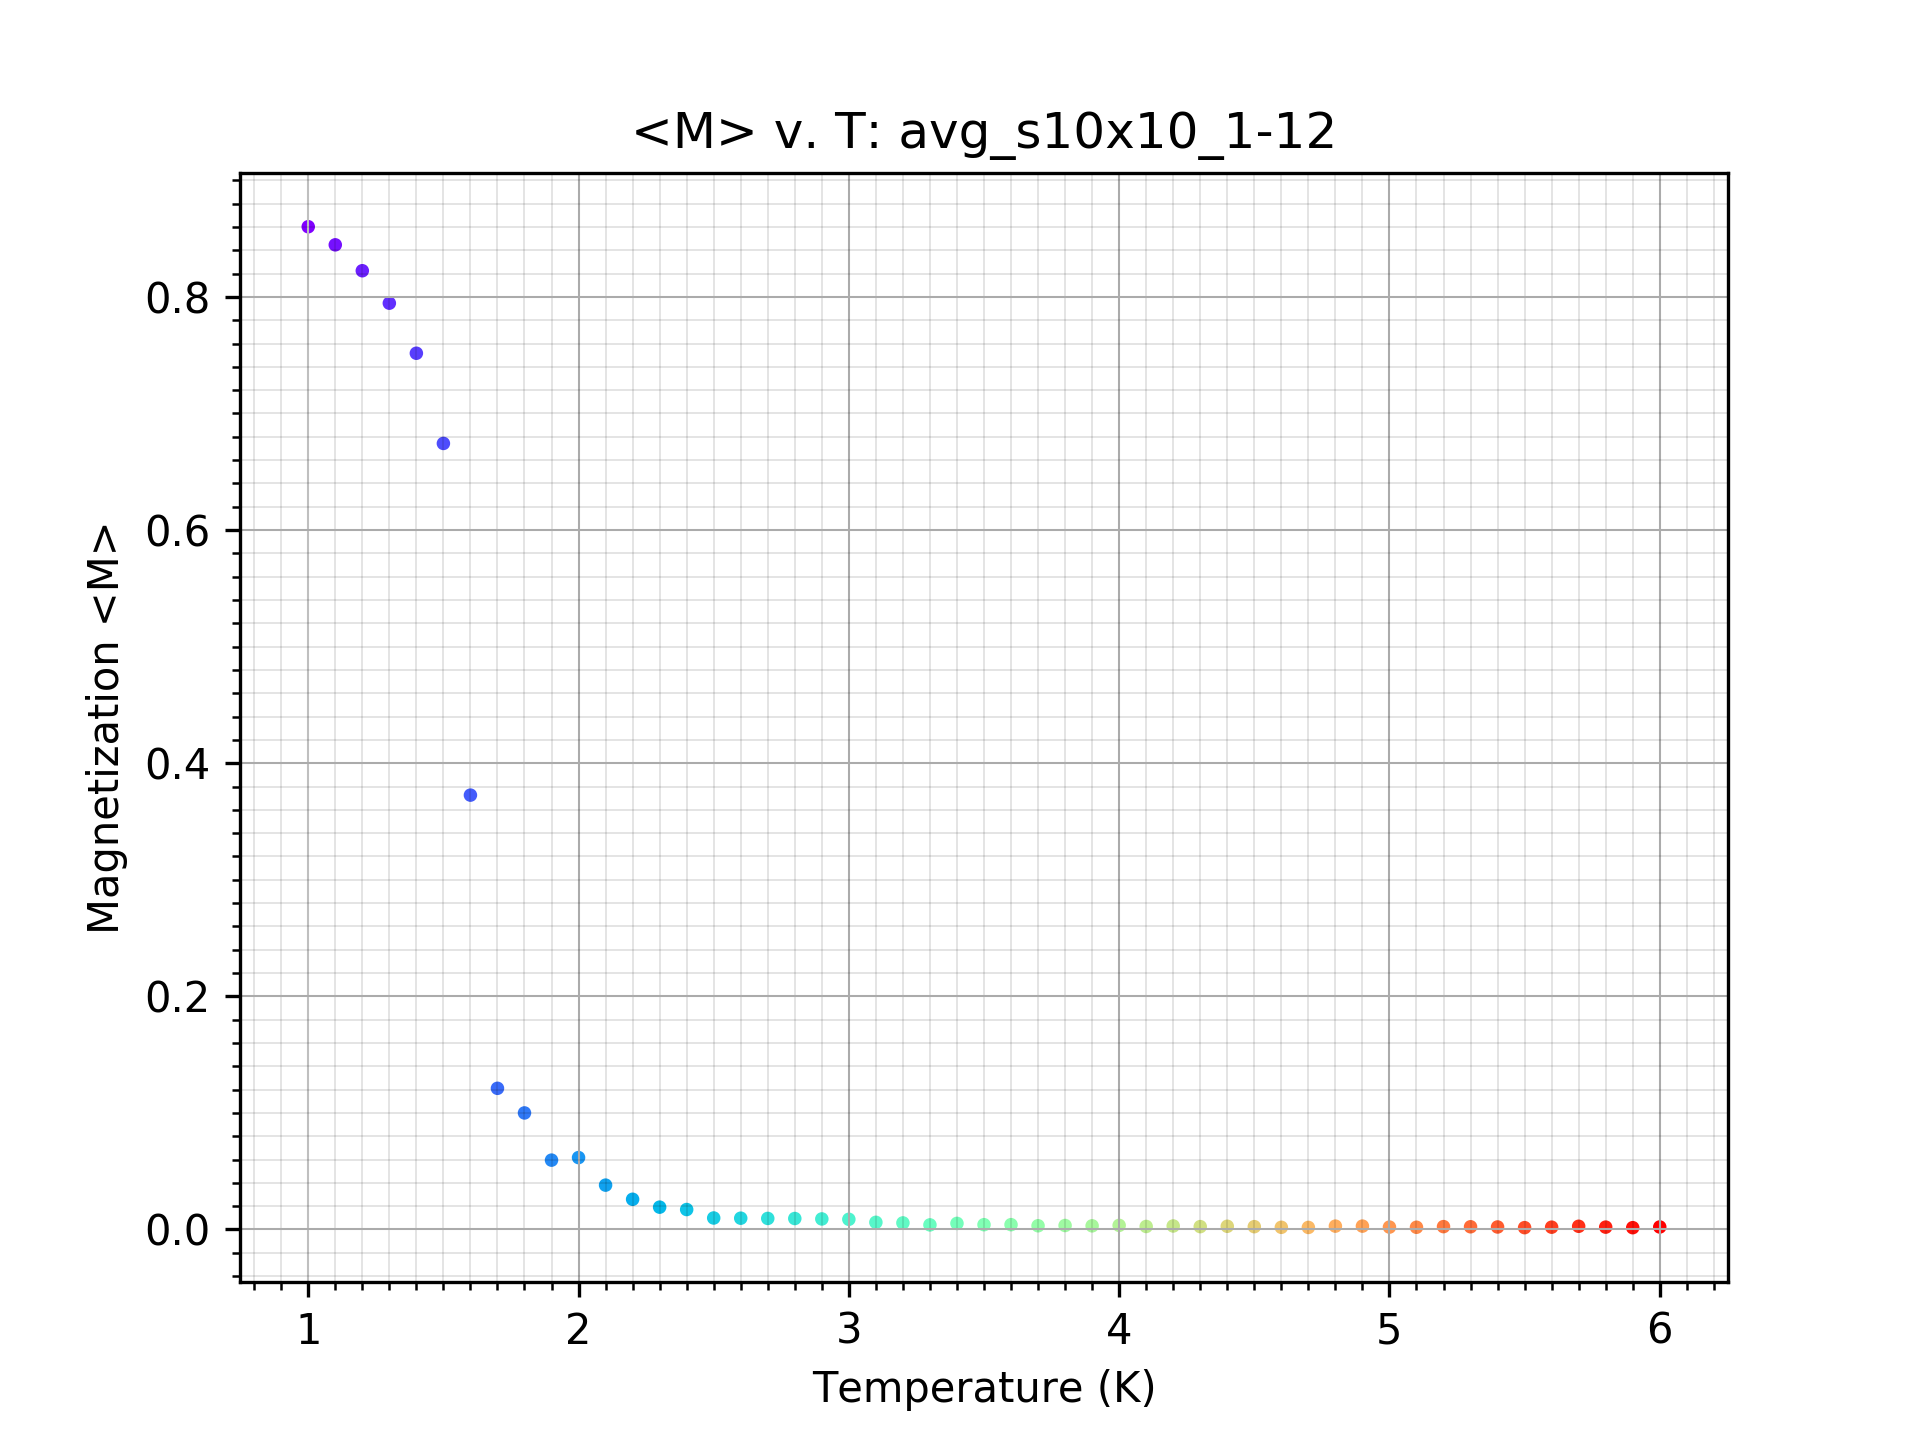 <M> v. T: avg_s10x10_1-12
Magnetization <M>
0.8
0.6
0.4
0.2
0.0
1 2 3 4 5 6
Temperature (K)